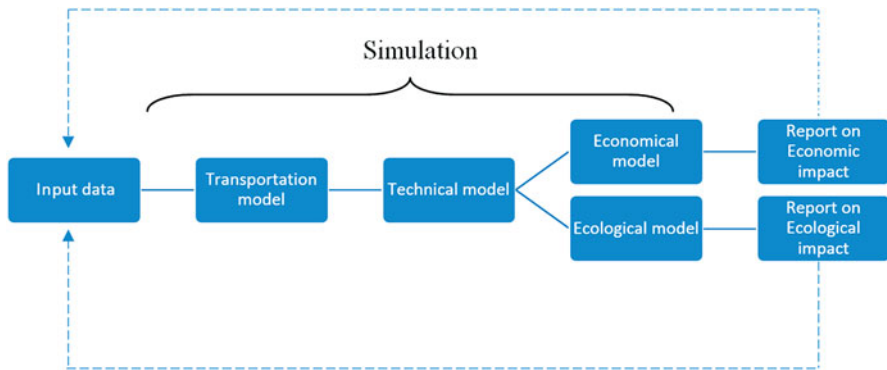 Simulation
Input data
Transportation
model
Technical model
Economical
model
Ecological model
Report on
Economic
impact
Report on
Ecological
impact